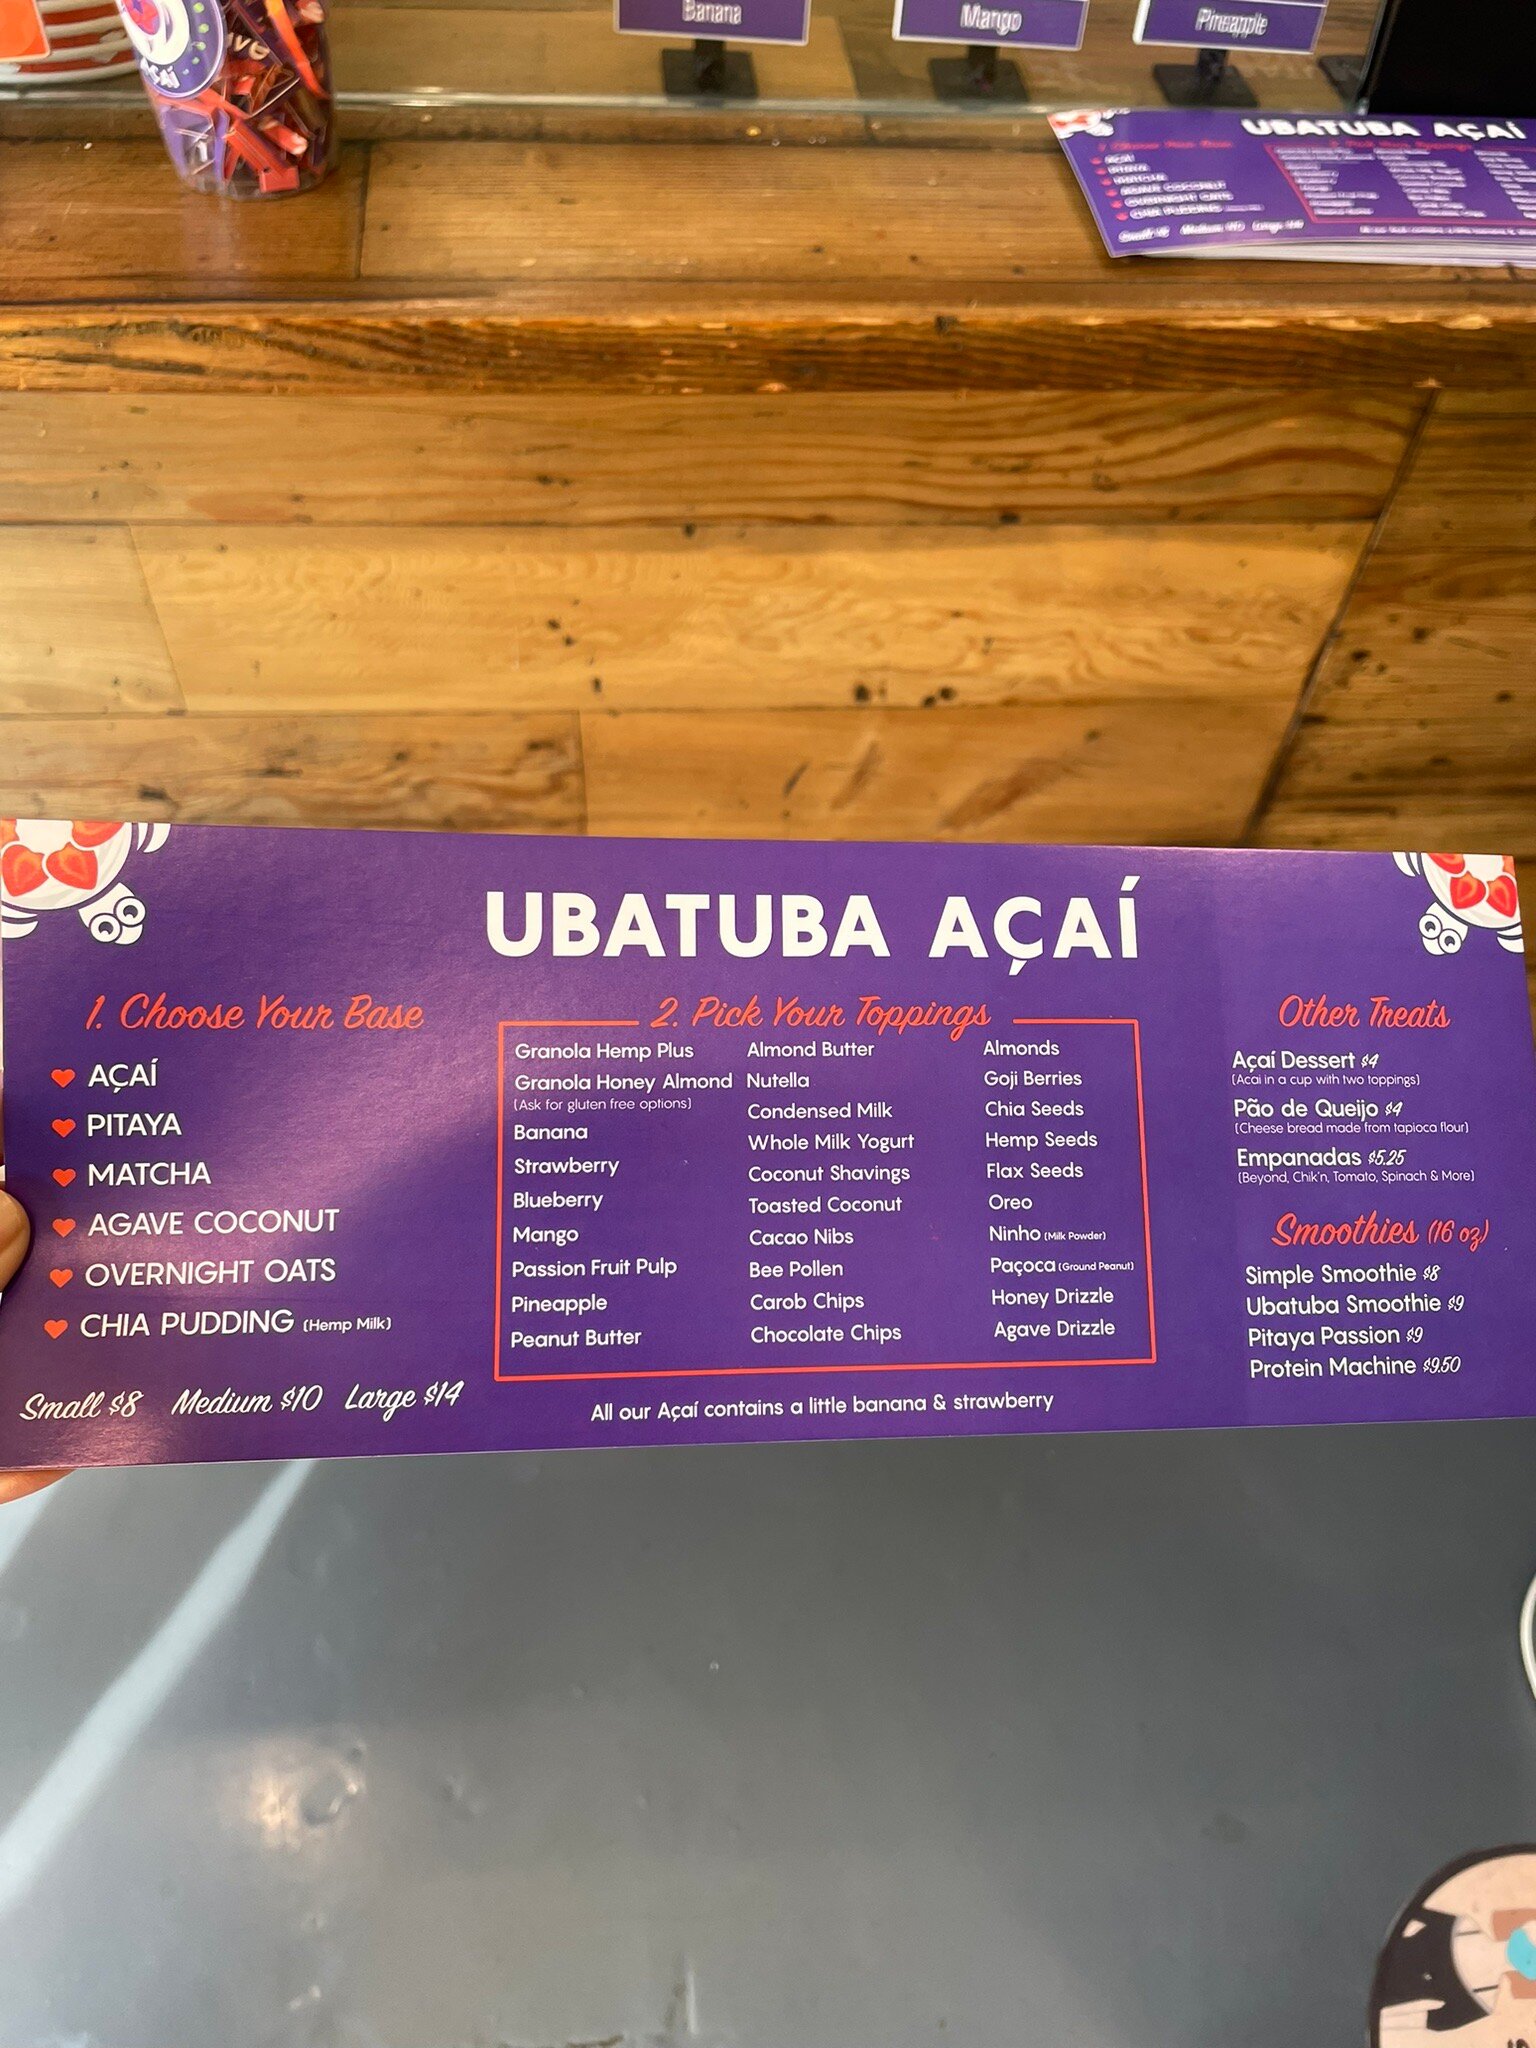 Banana
Mango
Pineapple
UBATUBA AÇAÍ
UBATUBA AÇAÍ
1. Choose Your Base
AÇAÍ
PITAYA
MATCHA
AGAVE COCONUT
OVERNIGHT OATS
CHIA PUDDING (Hemp Milk)
Small $8 Medium $10 Large $14
2. Pick Your Toppings
Granola Hemp Plus
Granola Honey Almond
(Ask for gluten free options)
Banana
Strawberry
Blueberry
Mango
Passion Fruit Pulp
Pineapple
Peanut Butter
Almond Butter
Nutella
Condensed Milk
Whole Milk Yogurt
Coconut Shavings
Toasted Coconut
Cacao Nibs
Bee Pollen
Carob Chips
Chocolate Chips
Almonds
Goji Berries
Chia Seeds
Hemp Seeds
Flax Seeds
Oreo
Ninho (Milk Powder)
Paçoca (Ground Peanut)
Honey Drizzle
Agave Drizzle
All our Açaí contains a little banana & strawberry
Other Treats
Açaí Dessert $4
(Acai in a cup with two toppings)
Pão de Queijo $4
(Cheese bread made from tapioca flour)
Empanadas $5.25
(Beyond, Chik'n, Tomato, Spinach & More)
Smoothies (16 oz)
Simple Smoothie $8
Ubatuba Smoothie $9
Pitaya Passion $9
Protein Machine $9.50